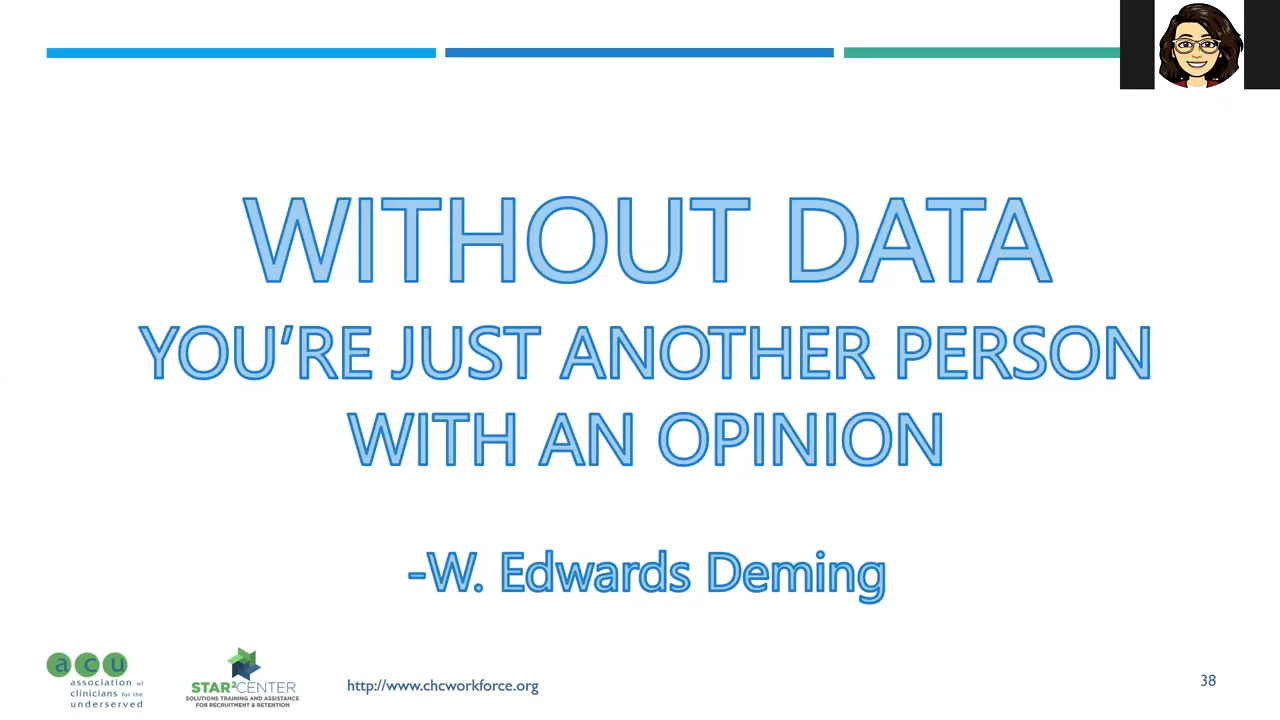 WITHOUT DATA
YOU’RE JUST ANOTHER PERSON
WITH AN OPINION
-W. Edwards Deming
acu
association of
clinicians for the
underserved
STAR²CENTER
SOLUTIONS TRAINING AND ASSISTANCE
FOR RECRUITMENT & RETENTION
http://www.chcworkforce.org
38